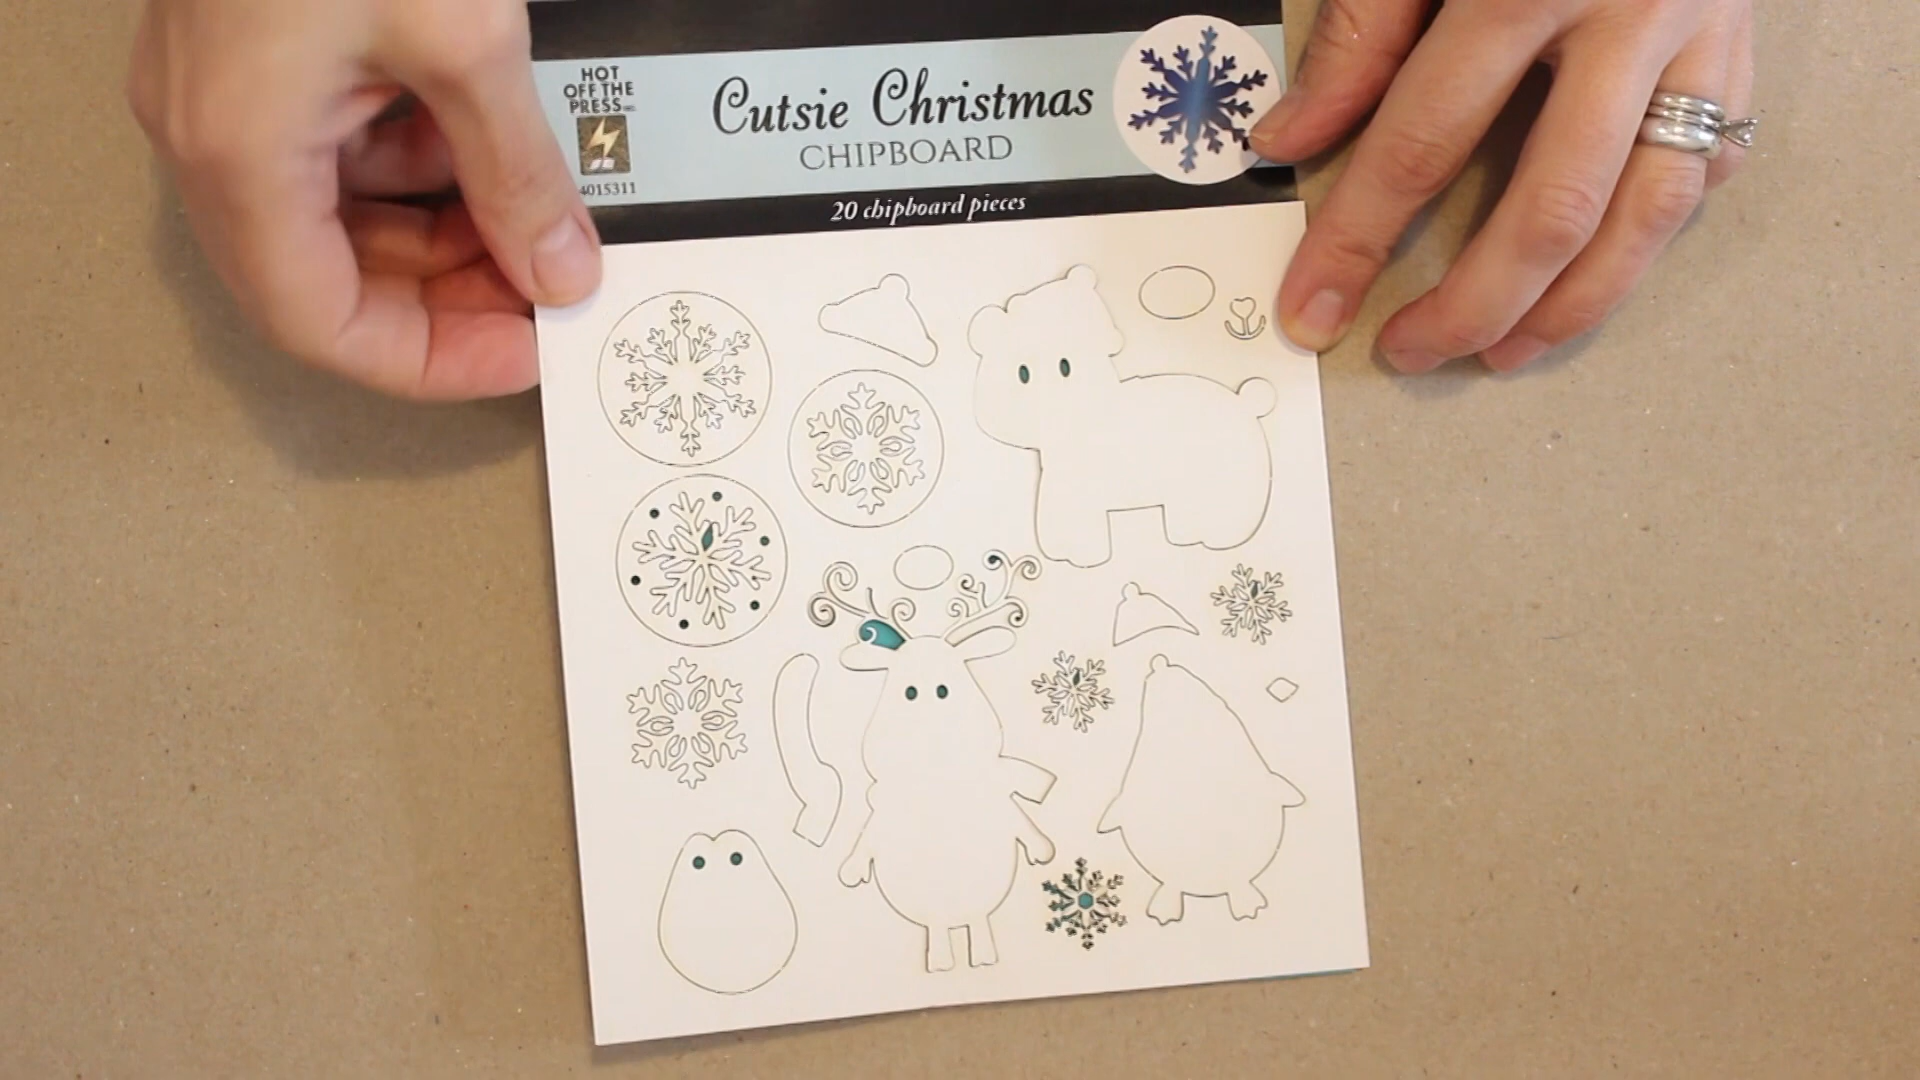 HOT
OFF THE
PRESS
4015311
Cutsie Christmas
CHIPBOARD
20 chipboard pieces